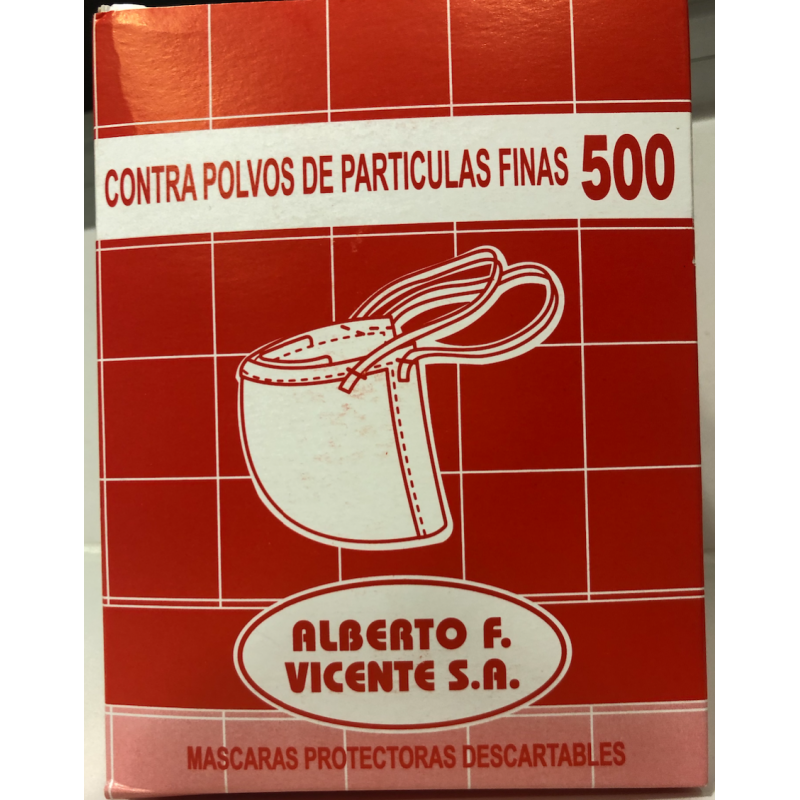 CONTRA POLVOS DE PARTICULAS FINAS 500
ALBERTO F.
VICENTE S.A.
MASCARAS PROTECTORAS DESCARTABLES